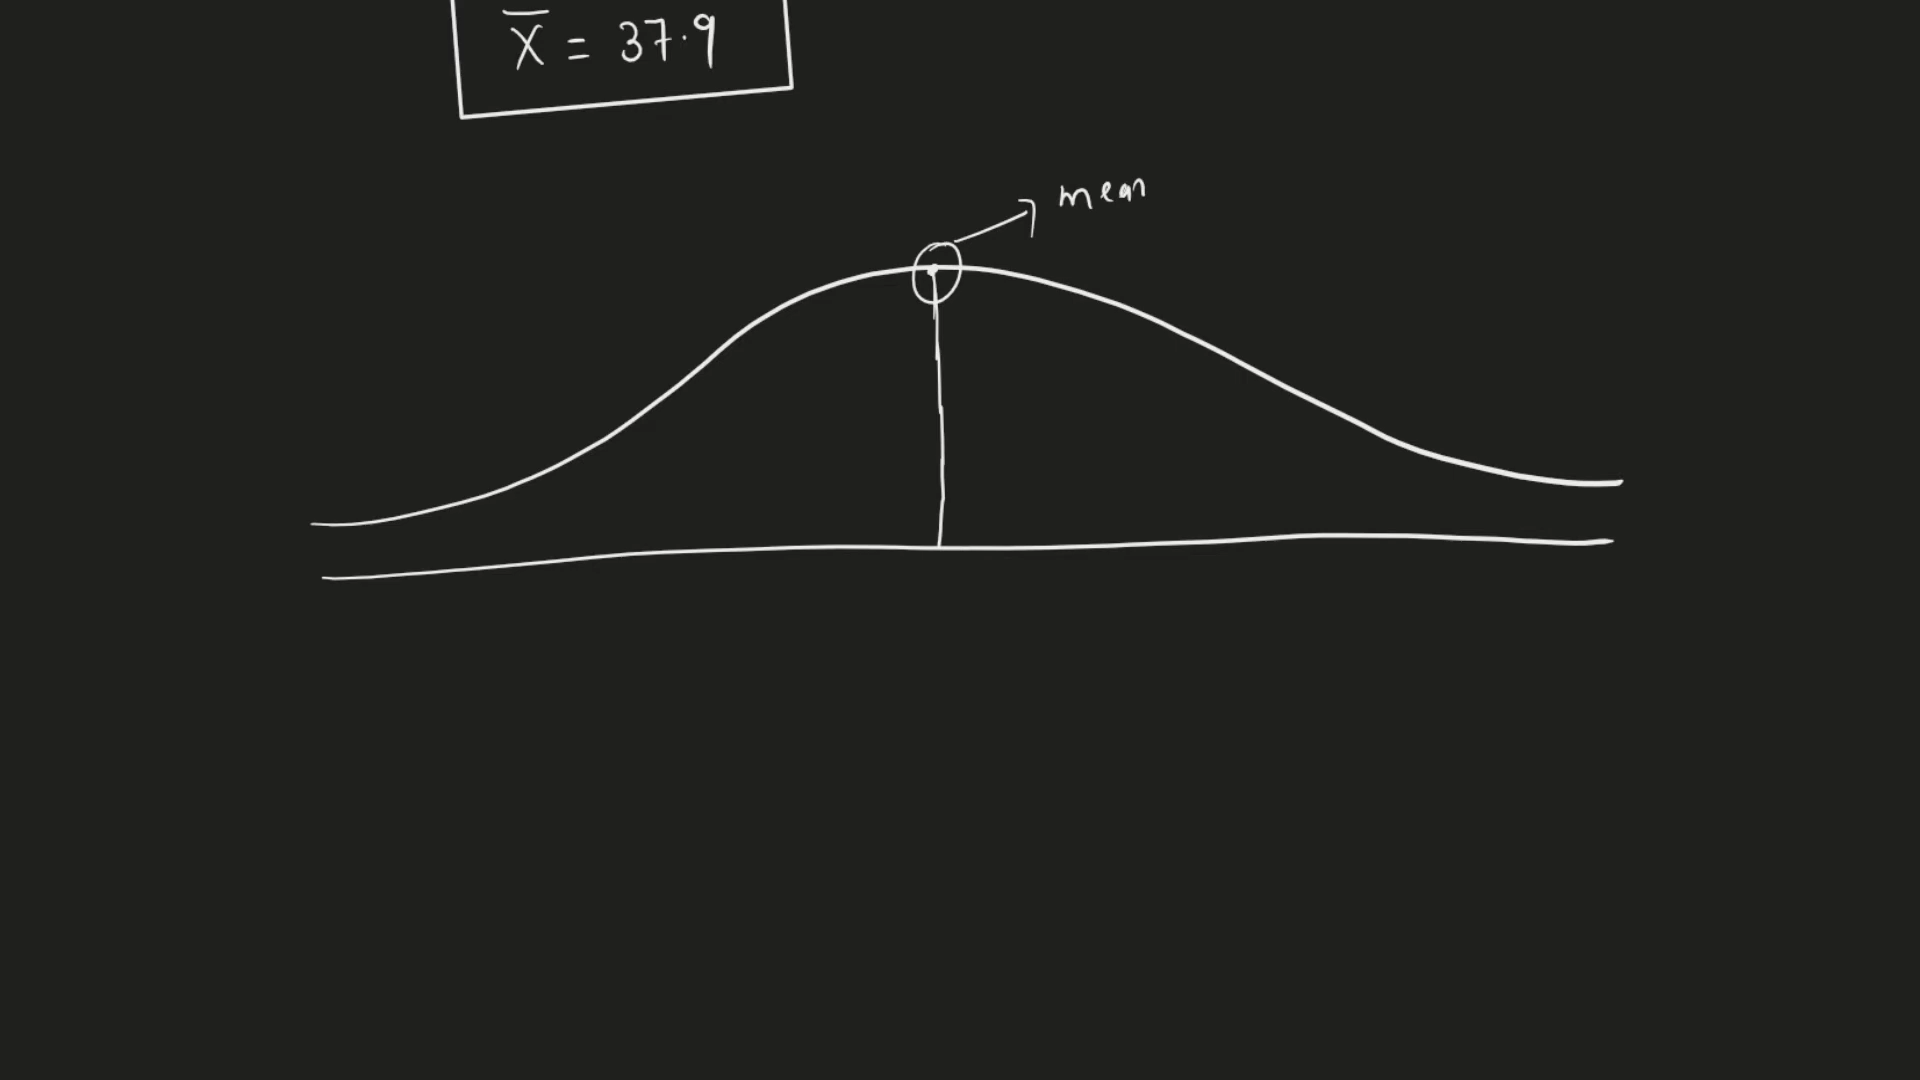 X̅ = 37.9
mean